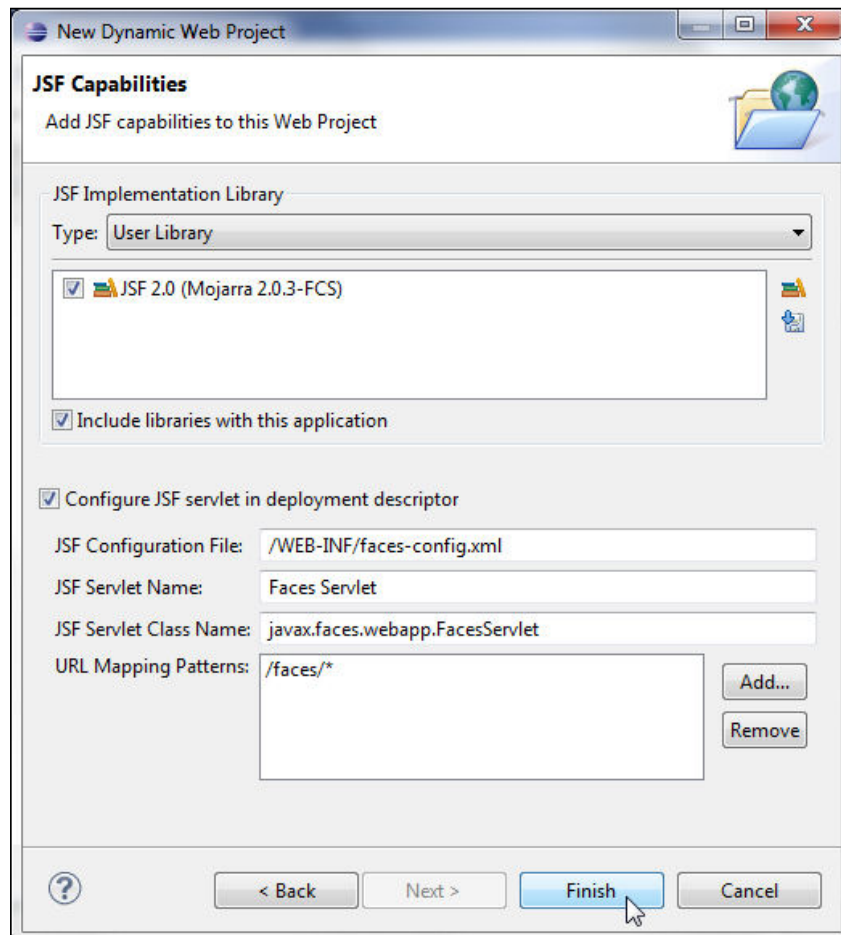 New Dynamic Web Project
JSF Capabilities
Add JSF capabilities to this Web Project
JSF Implementation Library
Type: User Library
JSF 2.0 (Mojarra 2.0.3-FCS)
Include libraries with this application
Configure JSF servlet in deployment descriptor
JSF Configuration File: /WEB-INF/faces-config.xml
JSF Servlet Name: Faces Servlet
JSF Servlet Class Name: javax.faces.webapp.FacesServlet
URL Mapping Patterns: /faces/*
Add...
Remove
? < Back Next > Finish Cancel